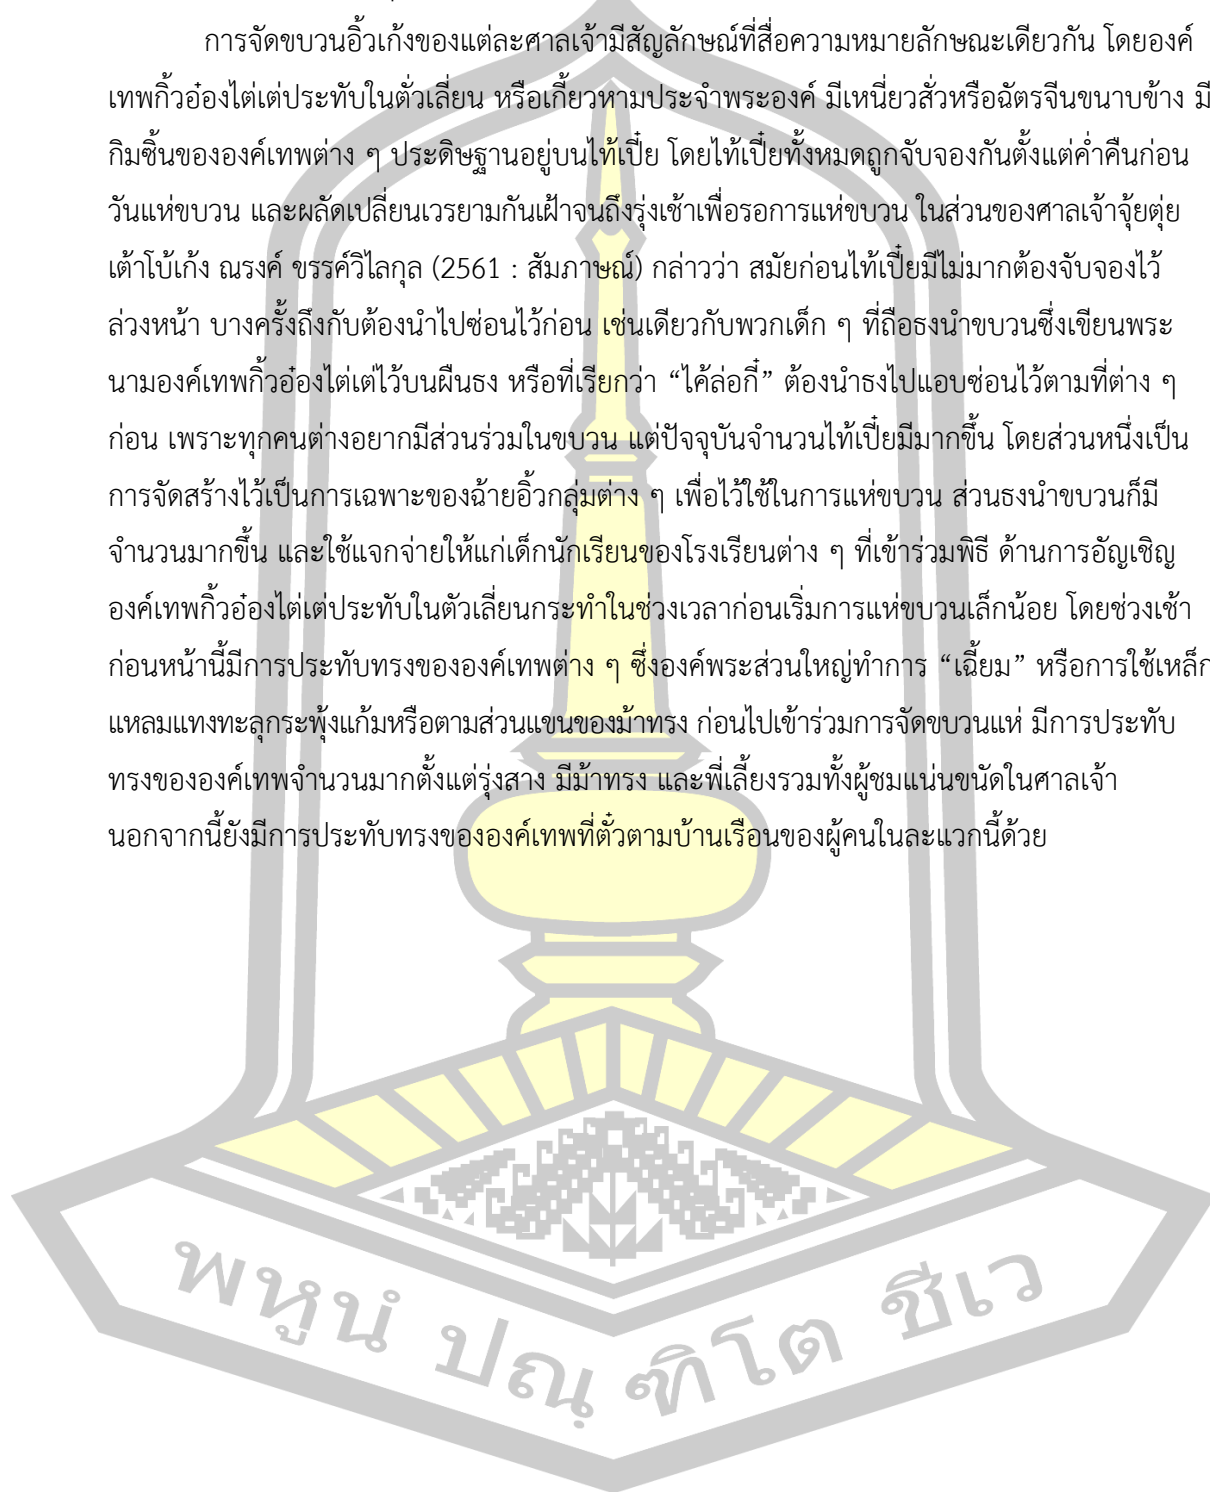 การจัดขบวนอิ้วเก้งของแต่ละศาลเจ้ามีสัญลักษณ์ที่สื่อความหมายลักษณะเดียวกัน โดยองค์
เทพกิ้วอ๋องไต่เต่ประทับในตั่วเลี่ยน หรือเกี้ยวหามประจำพระองค์ มีเหนี่ยวสั่วหรือฉัตรจีนขนาบข้าง มี
กิมซิ้นขององค์เทพต่าง ๆ ประดิษฐานอยู่บนไท้เปี๋ย โดยไท้เปี๋ยทั้งหมดถูกจับจองกันตั้งแต่ค่ำคืนก่อน
วันแห่ขบวน และผลัดเปลี่ยนเวรยามกันเฝ้าจนถึงรุ่งเช้าเพื่อรอการแห่ขบวน ในส่วนของศาลเจ้าจุ้ยตุ่ย
เต้าโบ้เก้ง ณรงค์ ขรรค์วิไลกุล (2561 : สัมภาษณ์) กล่าวว่า สมัยก่อนไท้เปี๋ยมีไม่มากต้องจับจองไว้
ล่วงหน้า บางครั้งถึงกับต้องนำไปซ่อนไว้ก่อน เช่นเดียวกับพวกเด็ก ๆ ที่ถือธงนำขบวนซึ่งเขียนพระ
นามองค์เทพกิ้วอ๋องไต่เต่ไว้บนผืนธง หรือที่เรียกว่า “ไค้ล่อกี๋” ต้องนำธงไปแอบซ่อนไว้ตามที่ต่าง ๆ
ก่อน เพราะทุกคนต่างอยากมีส่วนร่วมในขบวน แต่ปัจจุบันจำนวนไท้เปี๋ยมีมากขึ้น โดยส่วนหนึ่งเป็น
การจัดสร้างไว้เป็นการเฉพาะของฉ้ายอิ้วกลุ่มต่าง ๆ เพื่อไว้ใช้ในการแห่ขบวน ส่วนธงนำขบวนก็มี
จำนวนมากขึ้น และใช้แจกจ่ายให้แก่เด็กนักเรียนของโรงเรียนต่าง ๆ ที่เข้าร่วมพิธี ด้านการอัญเชิญ
องค์เทพกิ้วอ๋องไต่เต่ประทับในตัวเลี่ยนกระทำในช่วงเวลาก่อนเริ่มการแห่ขบวนเล็กน้อย โดยช่วงเช้า
ก่อนหน้านี้มีการประทับทรงขององค์เทพต่าง ๆ ซึ่งองค์พระส่วนใหญ่ทำการ “เฉี้ยม” หรือการใช้เหล็ก
แหลมแทงทะลุกระพุ้งแก้มหรือตามส่วนแขนของม้าทรง ก่อนไปเข้าร่วมการจัดขบวนแห่ มีการประทับ
ทรงขององค์เทพจำนวนมากตั้งแต่รุ่งสาง มีม้าทรง และพี่เลี้ยงรวมทั้งผู้ชมแน่นขนัดในศาลเจ้า
นอกจากนี้ยังมีการประทับทรงขององค์เทพที่ตั๋วตามบ้านเรือนของผู้คนในละแวกนี้ด้วย
พหูนํ ปณฺฑิโต ชีเว